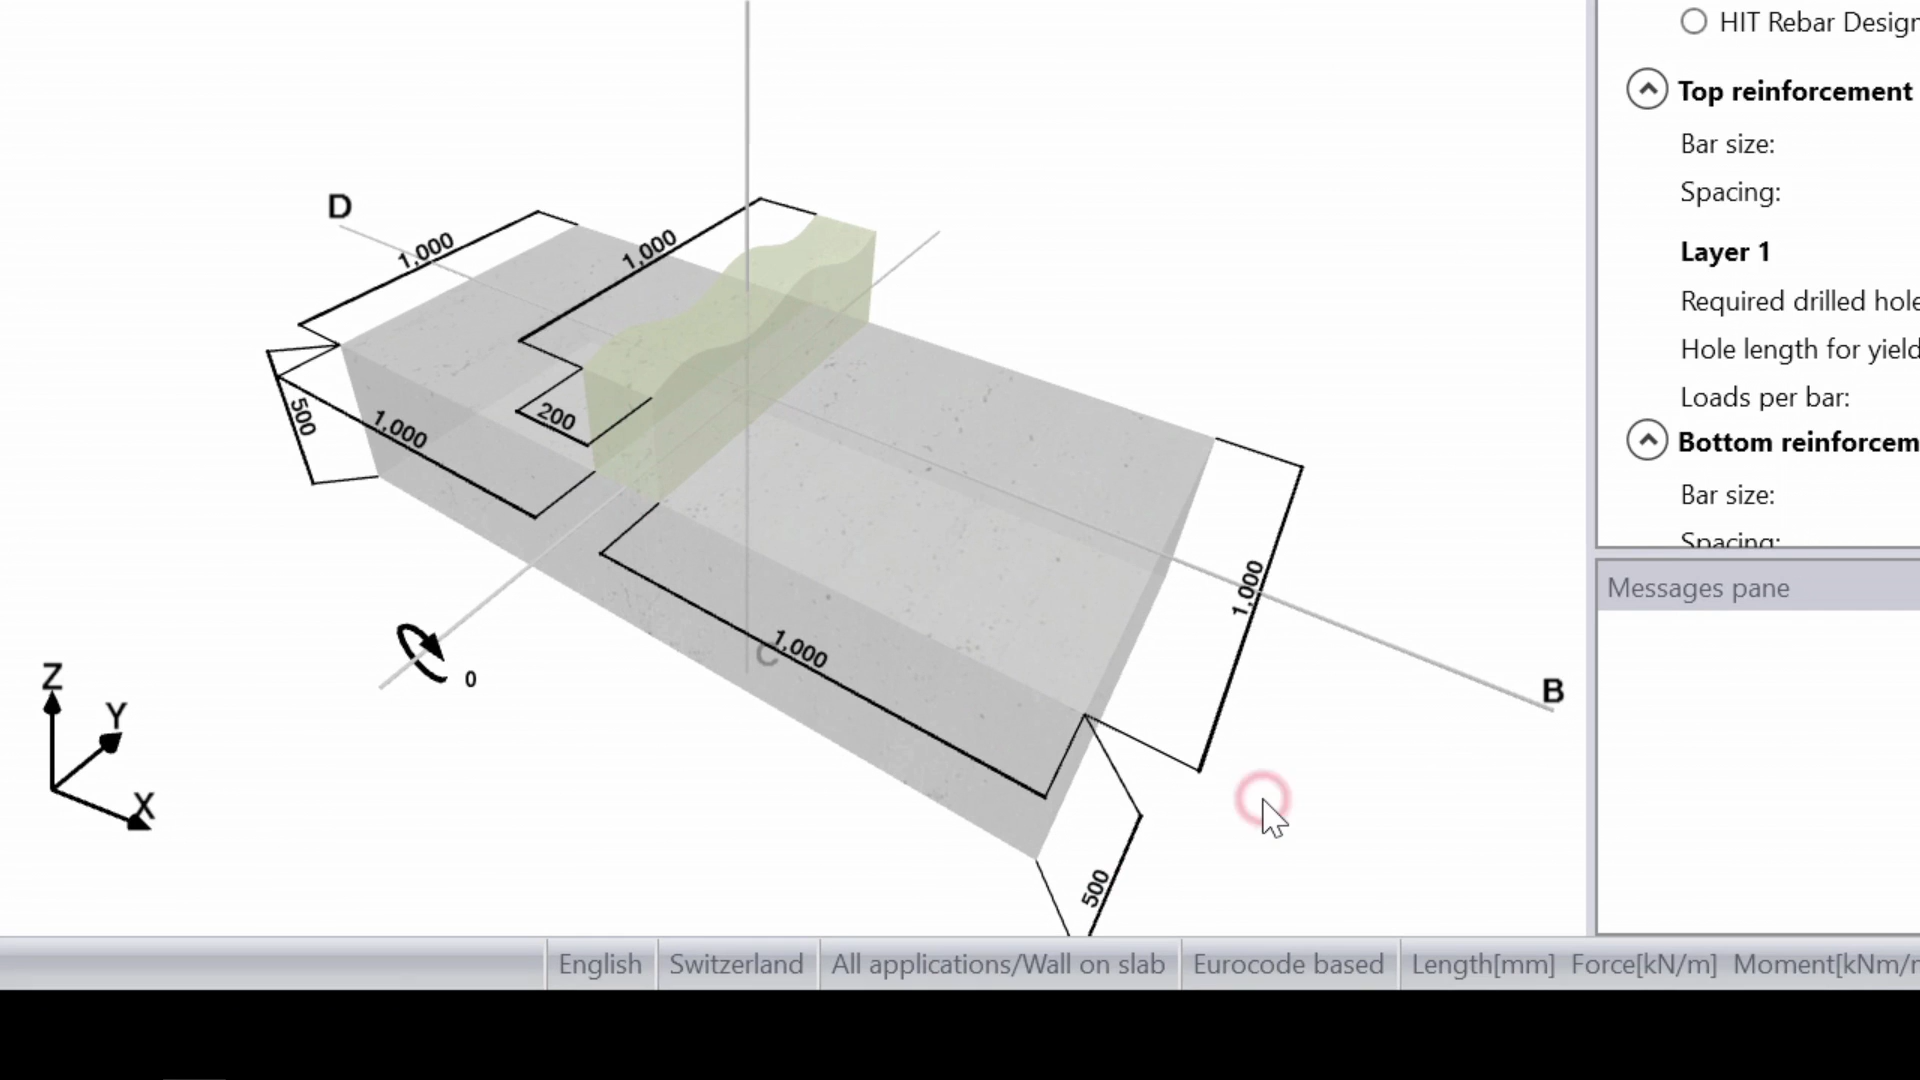 HIT Rebar Design
Top reinforcement
Bar size:
Spacing:
Layer 1
Required drilled hole
Hole length for yield
Loads per bar:
Bottom reinforcem
Bar size:
Spacing:
Messages pane
D
1,000
1,000
500
1,000
200
1,000
C
1,000
B
500
0
Z
Y
X
English Switzerland All applications/Wall on slab Eurocode based Length[mm] Force[kN/m] Moment[kNm/